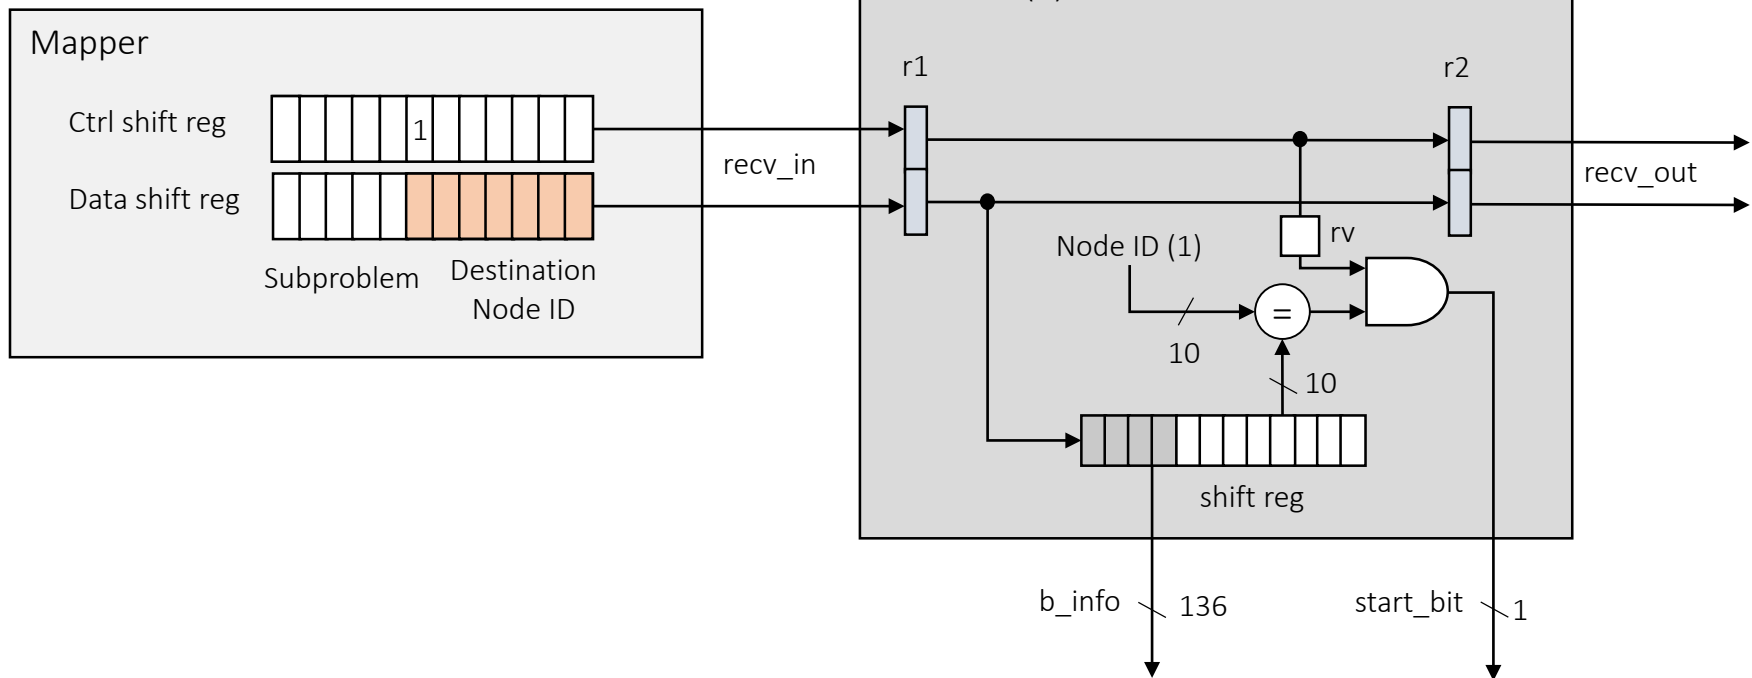 Mapper
Ctrl shift reg
1
Data shift reg
Subproblem
Destination
Node ID
recv_in
r1
r2
recv_out
rv
Node ID (1)
=
10
10
shift reg
b_info
136
start_bit
1